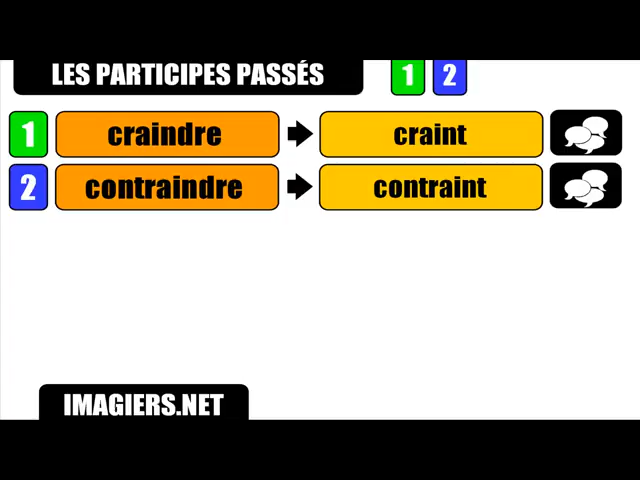 LES PARTICIPES PASSÉS 1 2
1 craindre craint
2 contraindre contraint
IMAGIERS.NET